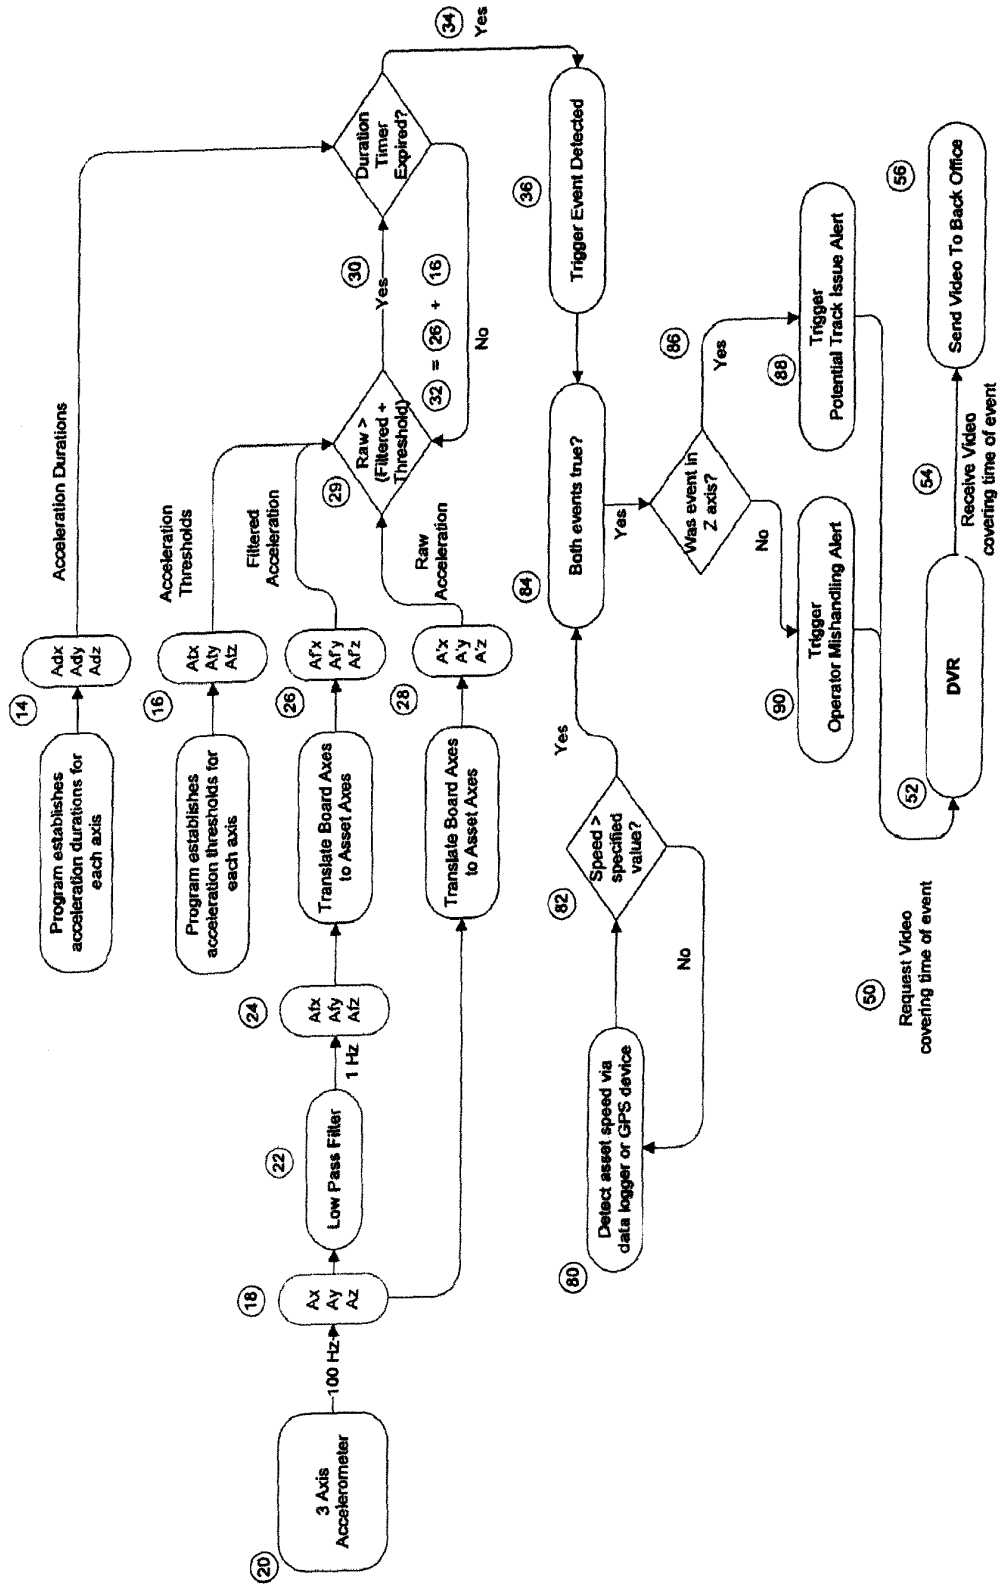 14
Program establishes
acceleration durations for
each axis
Adx
Ady
Adz
Acceleration Durations
16
Program establishes
acceleration thresholds for
each axis
Atx
Aty
Atz
Acceleration
Thresholds
20
3 Axis
Accelerometer
100 Hz
18
Ax
Ay
Az
22
Low Pass Filter
1 Hz
24
Afx
Afy
Afz
Translate Board Axes
to Asset Axes
26
Af'x
Af'y
Af'z
Filtered
Acceleration
Translate Board Axes
to Asset Axes
28
A'x
A'y
A'z
Raw
Acceleration
29
Raw >
(Filtered +
Threshold)
30
Yes
32 = 26 + 16
No
Duration
Timer
Expired?
34
Yes
36
Trigger Event Detected
80
Detect asset speed via
data logger or GPS device
82
Speed >
specified
value?
No
Yes
84
Both events true?
Yes
Was event in
Z axis?
86
Yes
No
88
Trigger
Potential Track Issue Alert
90
Trigger
Operator Mishandling Alert
50
Request Video
covering time of event
52
DVR
54
Receive Video
covering time of event
56
Send Video To Back Office